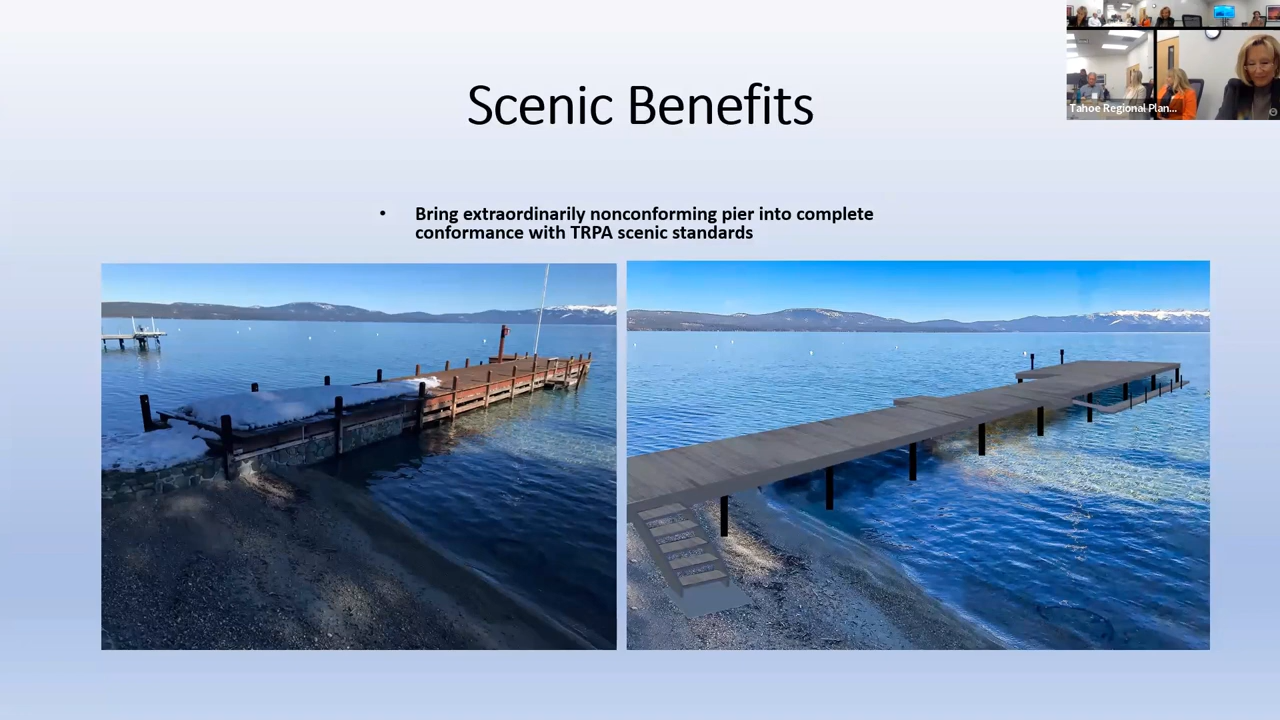 Scenic Benefits
• Bring extraordinarily nonconforming pier into complete
conformance with TRPA scenic standards
Tahoe Regional Plan...